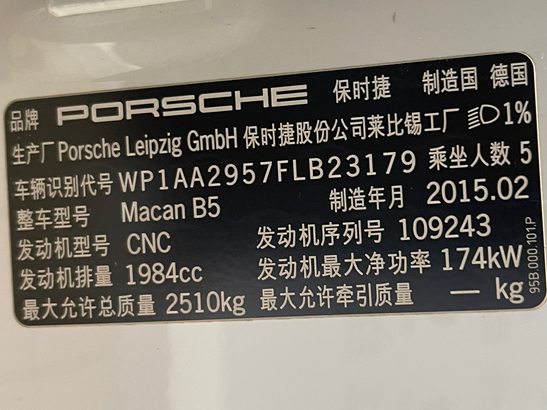 品牌 PORSCHE 保时捷 制造国 德国
生产厂 Porsche Leipzig GmbH 保时捷股份公司莱比锡工厂 1%
车辆识别代号 WP1AA2957FLB23179 乘坐人数 5
整车型号 Macan B5 制造年月 2015.02
发动机型号 CNC 发动机序列号 109243
发动机排量 1984cc 发动机最大净功率 174kW
最大允许总质量 2510kg 最大允许牵引质量 — kg
95B.000.101.P